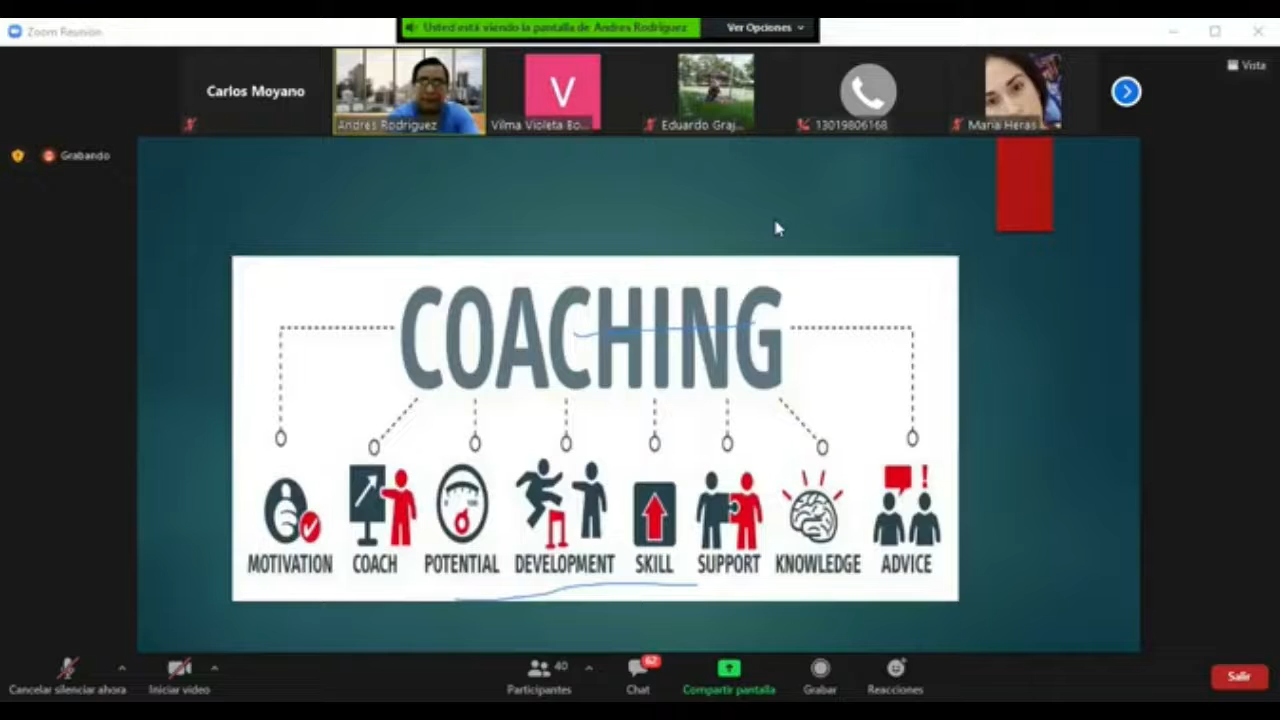 Zoom Reunión
Usted está viendo la pantalla de Andres Rodriguez
Ver Opciones
Vista
Carlos Moyano
Andres Rodriguez
V
Vilma Violeta Bo...
Eduardo Graj...
13019806168
Maria Heras
Grabando
COACHING
MOTIVATION
COACH
POTENTIAL
DEVELOPMENT
SKILL
SUPPORT
KNOWLEDGE
ADVICE
Cancelar silenciar ahora
Iniciar video
Participantes
40
Chat
62
Compartir pantalla
Grabar
Reacciones
Salir